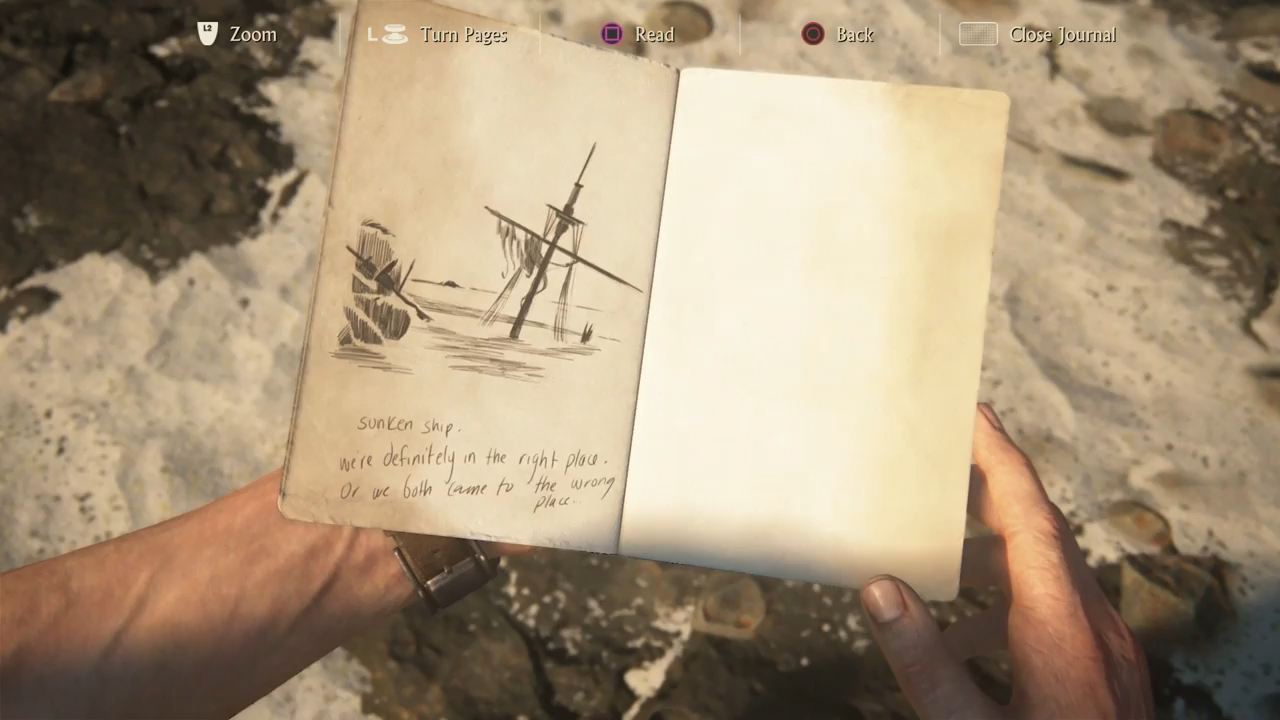 L2 Zoom L Turn Pages Read Back Close Journal
sunken ship.
we're definitely in the right place.
Or we both came to the wrong
place...